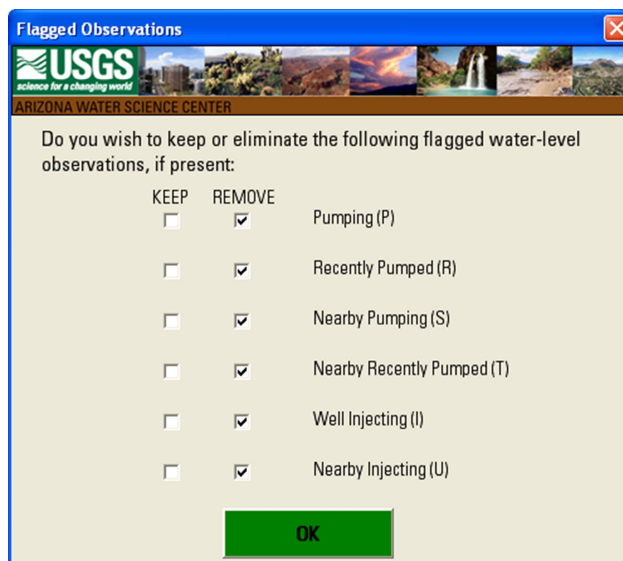 Flagged Observations
USGS
science for a changing world
ARIZONA WATER SCIENCE CENTER
Do you wish to keep or eliminate the following flagged water-level
observations, if present:
KEEP REMOVE
Pumping (P)
Recently Pumped (R)
Nearby Pumping (S)
Nearby Recently Pumped (T)
Well Injecting (I)
Nearby Injecting (U)
OK